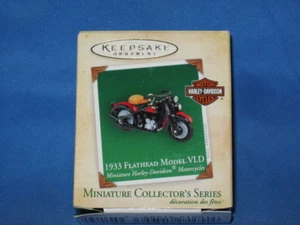 KEEPSAKE
ORNAMENT
HARLEY-DAVIDSON
1933 FLATHEAD MODEL VLD
Miniature Harley-Davidson® Motorcycles
MINIATURE COLLECTOR'S SERIES
décoration des fêtes